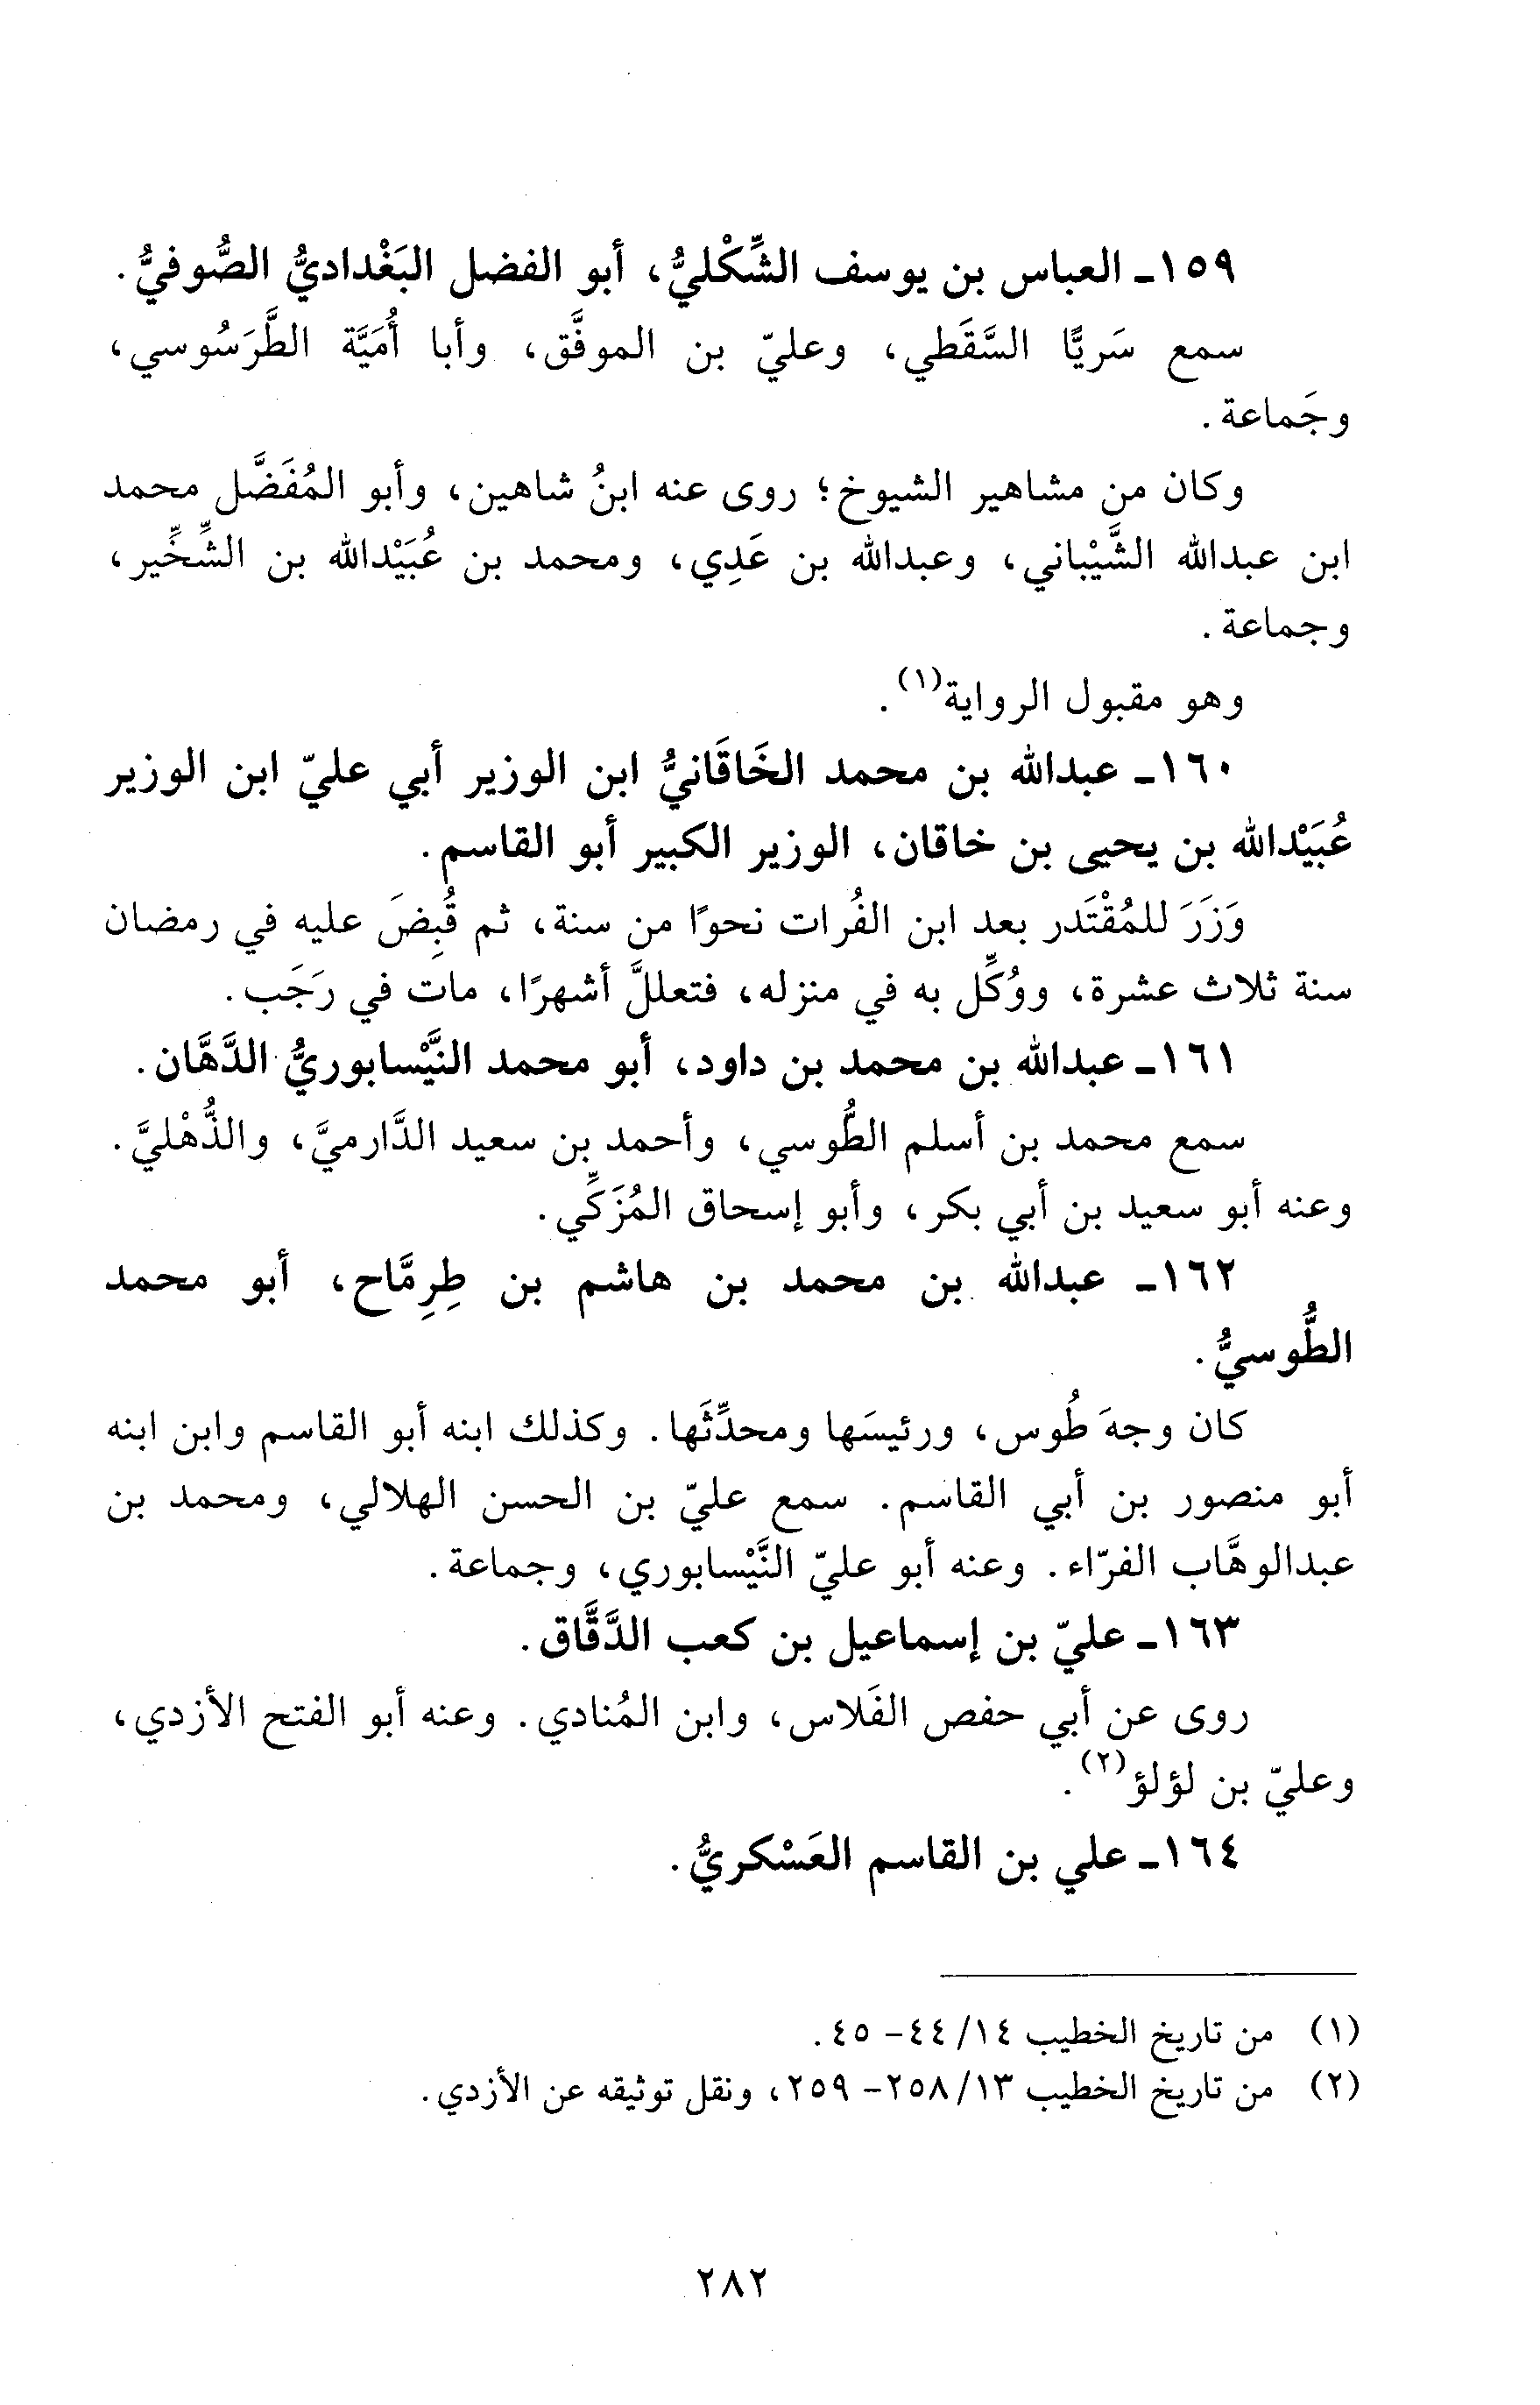 ١٥٩ـ العباس بن يوسف الشِّكْليُّ، أبو الفضل البَغْداديُّ الصُّوفيُّ.
سمع سَريًّا السَّقَطي، وعليّ بن الموفَّق، وأبا أُمَيَّة الطَّرَسُوسي،
وجَماعة.
وكان من مشاهير الشيوخ؛ روى عنه ابنُ شاهين، وأبو المُفَضَّل محمد
ابن عبدالله الشَّيْباني، وعبدالله بن عَدِي، ومحمد بن عُبَيْدالله بن الشِّخِّير،
وجماعة.
وهو مقبول الرواية(١).
١٦٠ـ عبدالله بن محمد الخَاقَانيُّ ابن الوزير أبي عليّ ابن الوزير
عُبَيْدالله بن يحيى بن خاقان، الوزير الكبير أبو القاسم.
وَزَرَ للمُقْتَدر بعد ابن الفُرات نحوًا من سنة، ثم قُبِضَ عليه في رمضان
سنة ثلاث عشرة، ووُكِّل به في منزله، فتعللَّ أشهرًا، مات في رَجَب.
١٦١ـ عبدالله بن محمد بن داود، أبو محمد النَّيْسابوريُّ الدَّهَّان.
سمع محمد بن أسلم الطُّوسي، وأحمد بن سعيد الدَّارميَّ، والذُّهْليَّ.
وعنه أبو سعيد بن أبي بكر، وأبو إسحاق المُزَكِّي.
١٦٢ـ عبدالله بن محمد بن هاشم بن طِرِمَّاح، أبو محمد
الطُّوسيُّ.
كان وجهَ طُوس، ورئيسَها ومحدِّثَها. وكذلك ابنه أبو القاسم وابن ابنه
أبو منصور بن أبي القاسم. سمع عليّ بن الحسن الهلالي، ومحمد بن
عبدالوهَّاب الفرّاء. وعنه أبو عليّ النَّيْسابوري، وجماعة.
١٦٣ـ عليّ بن إسماعيل بن كعب الدَّقَّاق.
روى عن أبي حفص الفَلاس، وابن المُنادي. وعنه أبو الفتح الأزدي،
وعليّ بن لؤلؤ(٢).
١٦٤ـ علي بن القاسم العَسْكريُّ.
(١) من تاريخ الخطيب ١٤/ ٤٤- ٤٥.
(٢) من تاريخ الخطيب ١٣/ ٢٥٨- ٢٥٩، ونقل توثيقه عن الأزدي.
٢٨٢